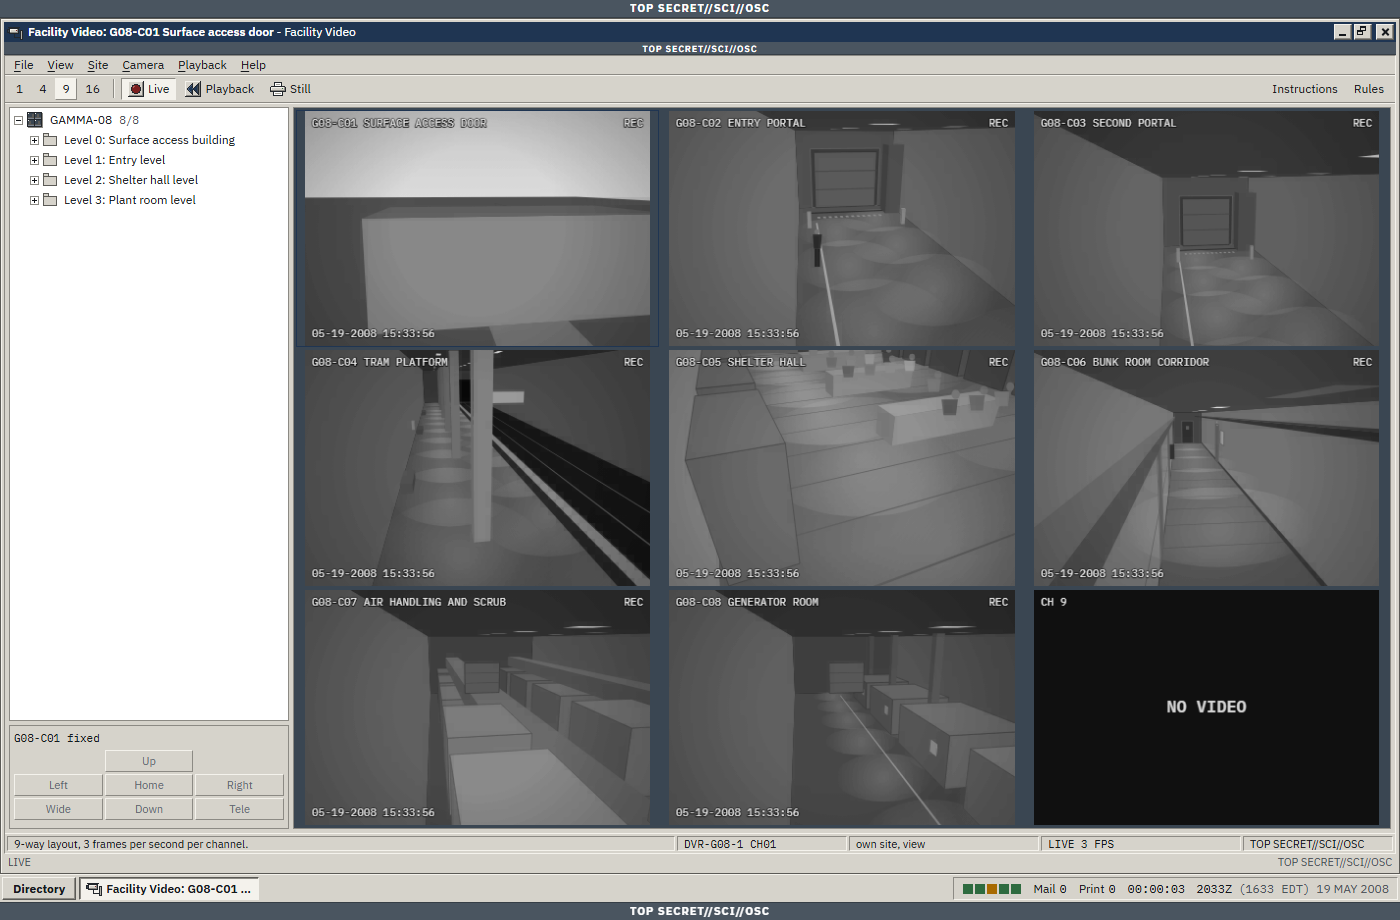 TOP SECRET//SCI//OSC
Facility Video: G08-C01 Surface access door - Facility Video
TOP SECRET//SCI//OSC
File View Site Camera Playback Help
1 4 9 16 Live Playback Still Instructions Rules
GAMMA-08 8/8
Level 0: Surface access building
Level 1: Entry level
Level 2: Shelter hall level
Level 3: Plant room level
G08-C01 fixed
Up
Left Home Right
Wide Down Tele
G08-C01 SURFACE ACCESS DOOR REC
05-19-2008 15:33:56
G08-C02 ENTRY PORTAL REC
05-19-2008 15:33:56
G08-C03 SECOND PORTAL REC
05-19-2008 15:33:56
G08-C04 TRAM PLATFORM REC
05-19-2008 15:33:56
G08-C05 SHELTER HALL REC
05-19-2008 15:33:56
G08-C06 BUNK ROOM CORRIDOR REC
05-19-2008 15:33:56
G08-C07 AIR HANDLING AND SCRUB REC
05-19-2008 15:33:56
G08-C08 GENERATOR ROOM REC
05-19-2008 15:33:56
CH 9
NO VIDEO
9-way layout, 3 frames per second per channel. DVR-G08-1 CH01 own site, view LIVE 3 FPS TOP SECRET//SCI//OSC
LIVE TOP SECRET//SCI//OSC
Directory Facility Video: G08-C01 ... Mail 0 Print 0 00:00:03 2033Z (1633 EDT) 19 MAY 2008
TOP SECRET//SCI//OSC